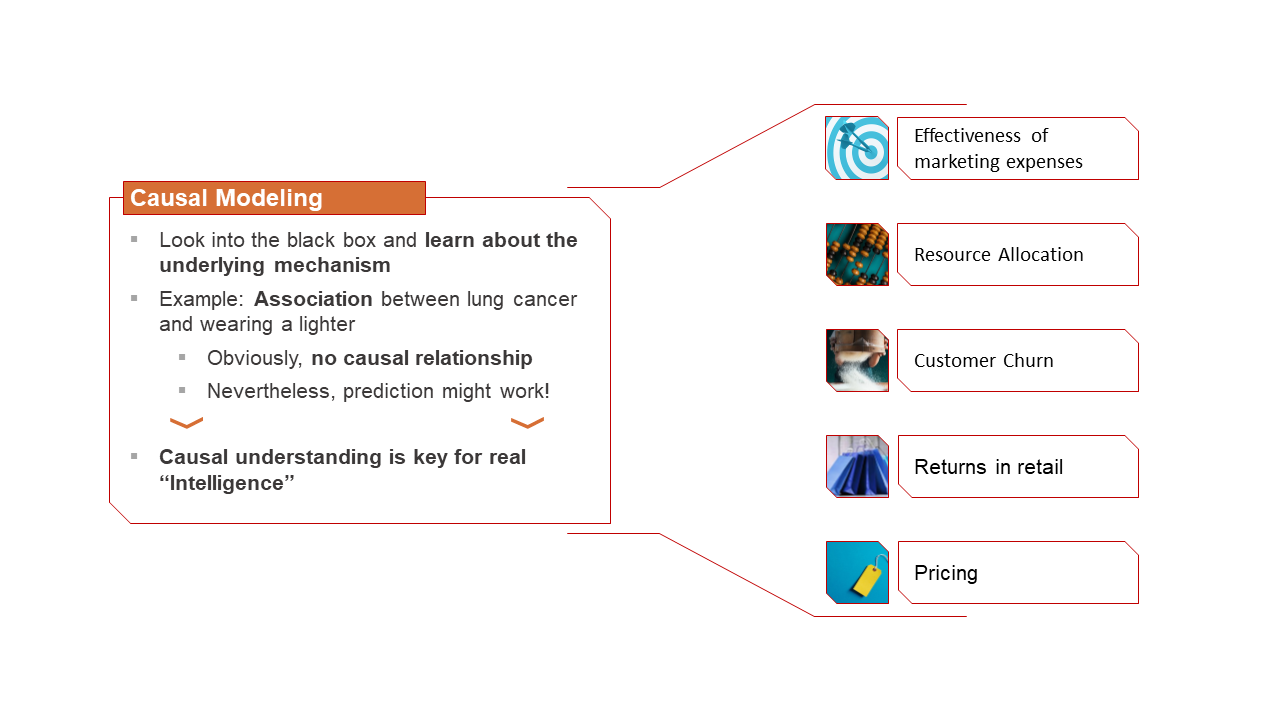 Causal Modeling
Look into the black box and learn about the
underlying mechanism
Example: Association between lung cancer
and wearing a lighter
Obviously, no causal relationship
Nevertheless, prediction might work!
Causal understanding is key for real
“Intelligence”
Effectiveness of
marketing expenses
Resource Allocation
Customer Churn
Returns in retail
Pricing